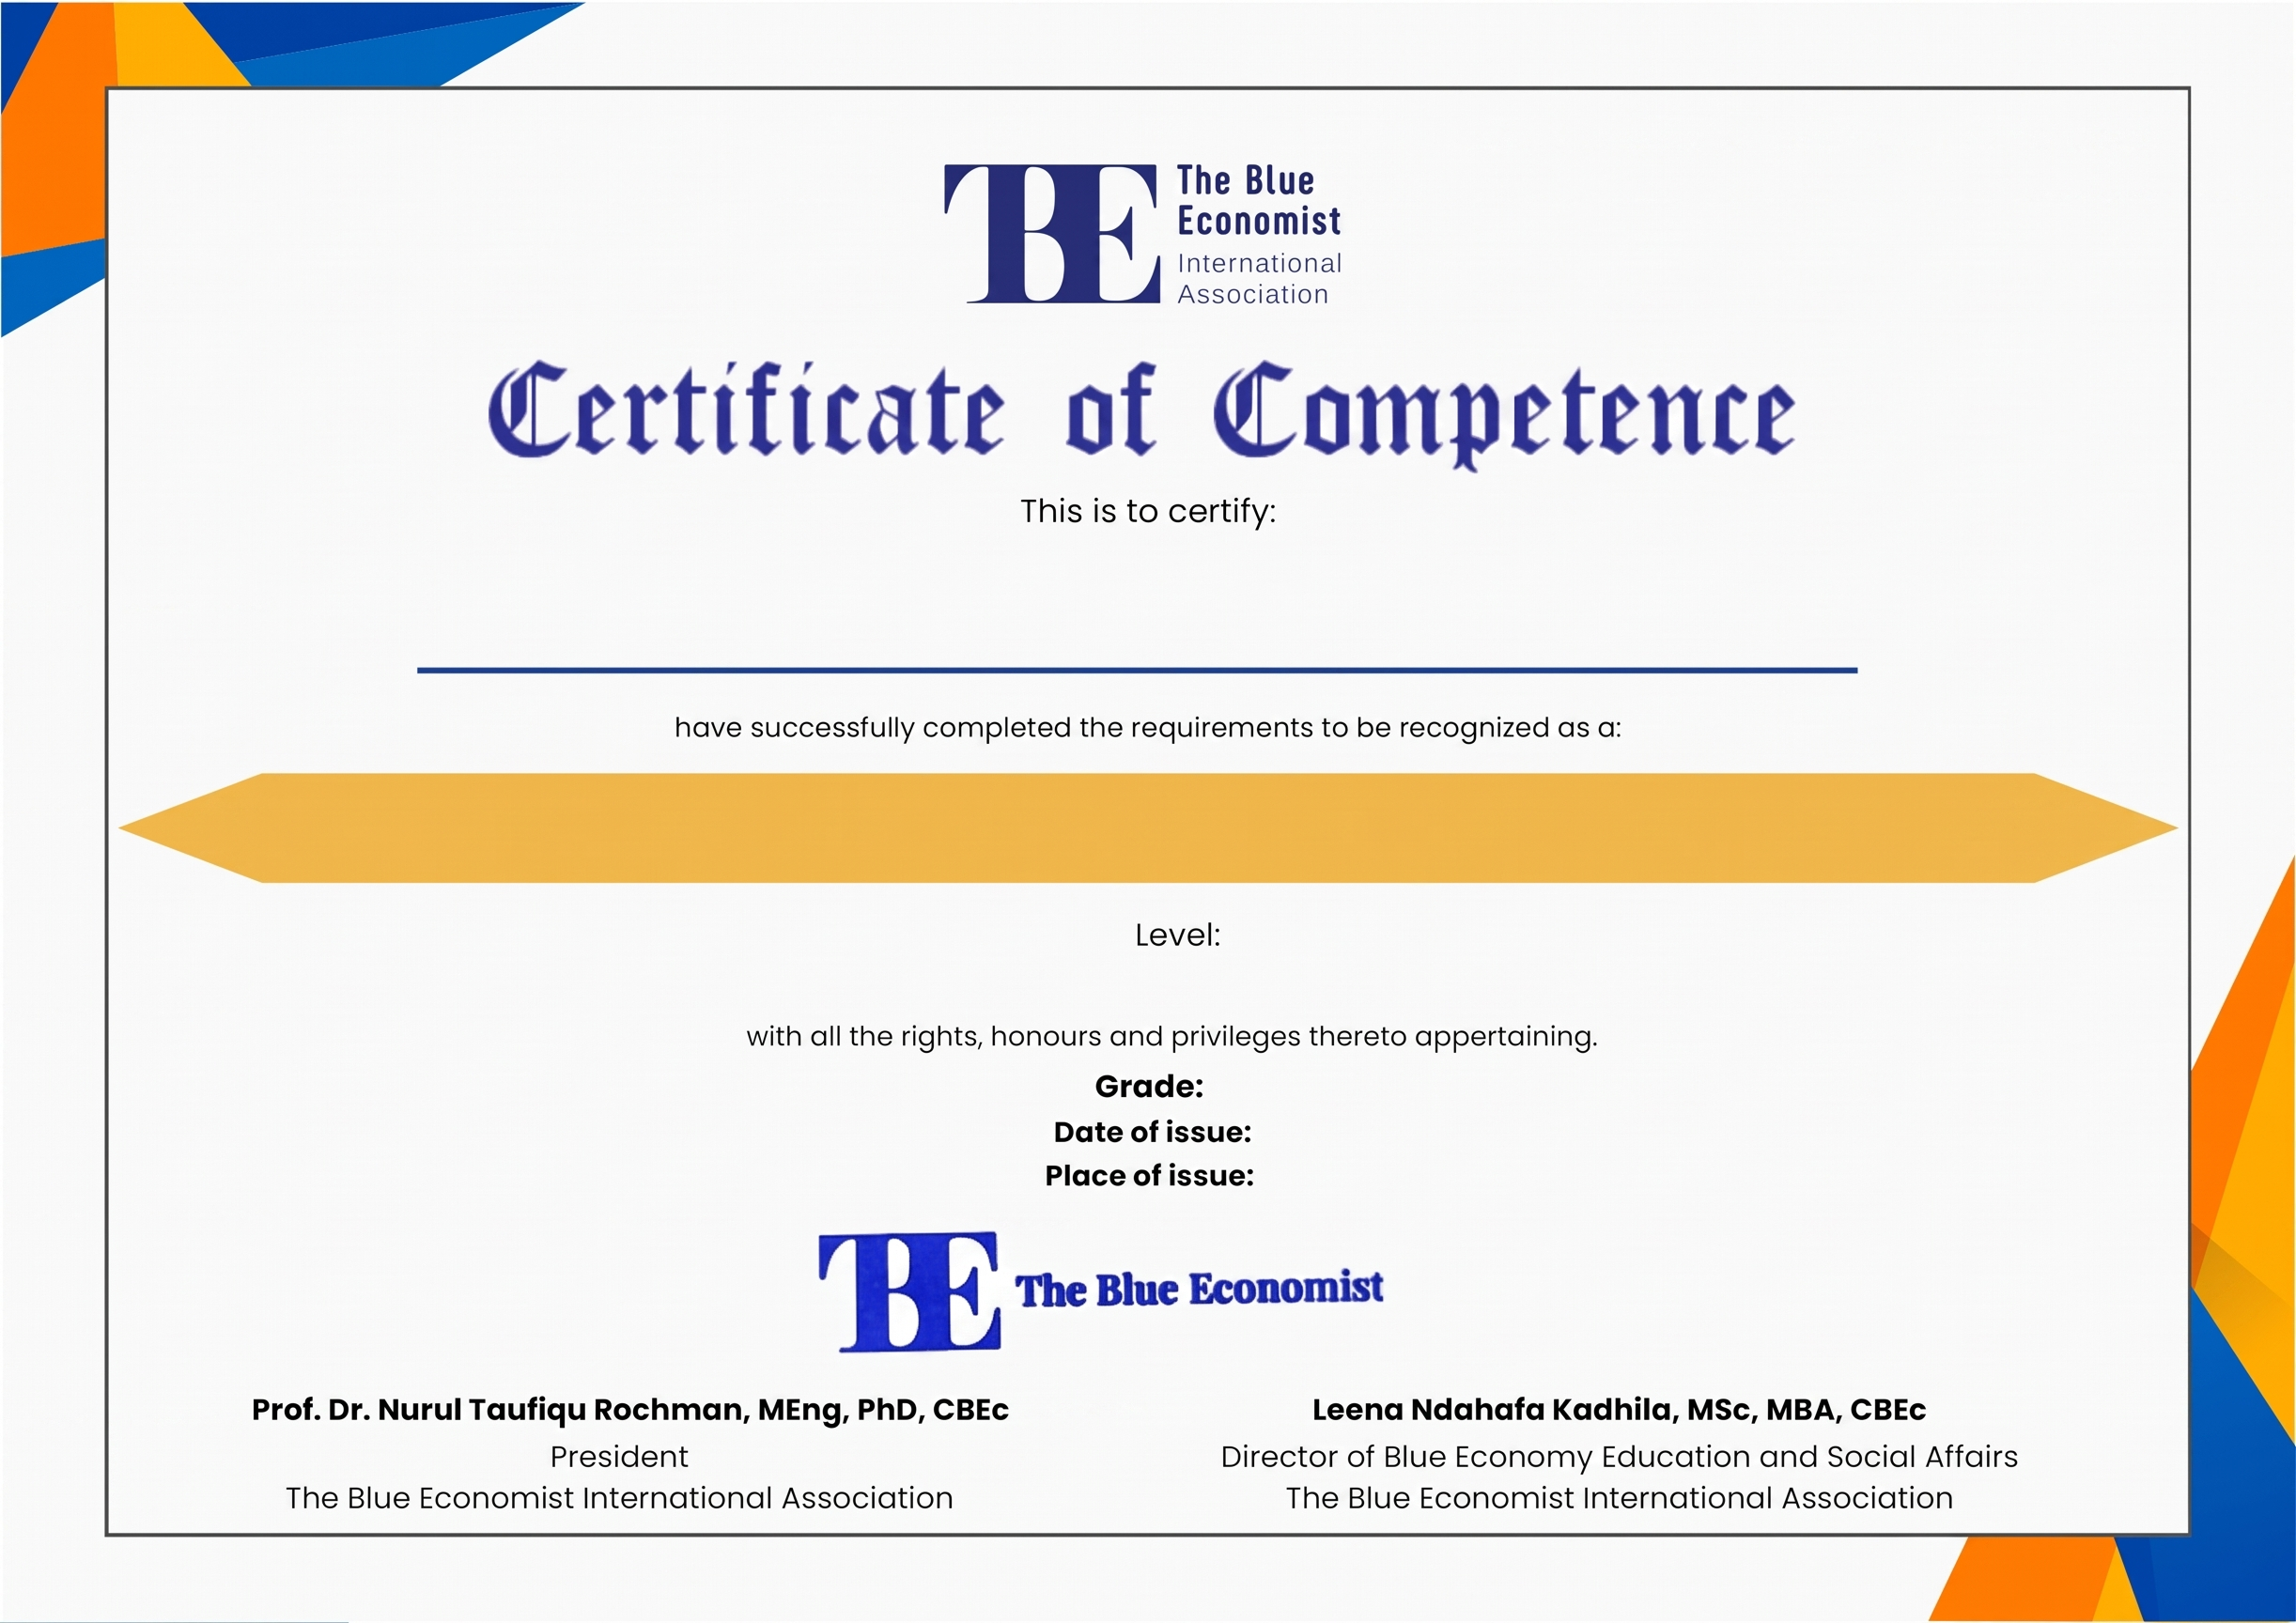 TBE
The Blue
Economist
International
Association
Certificate of Competence
This is to certify:
have successfully completed the requirements to be recognized as a:
Level:
with all the rights, honours and privileges thereto appertaining.
Grade:
Date of issue:
Place of issue:
TBE The Blue Economist
Prof. Dr. Nurul Taufiqu Rochman, MEng, PhD, CBEc
President
The Blue Economist International Association
Leena Ndahafa Kadhila, MSc, MBA, CBEc
Director of Blue Economy Education and Social Affairs
The Blue Economist International Association